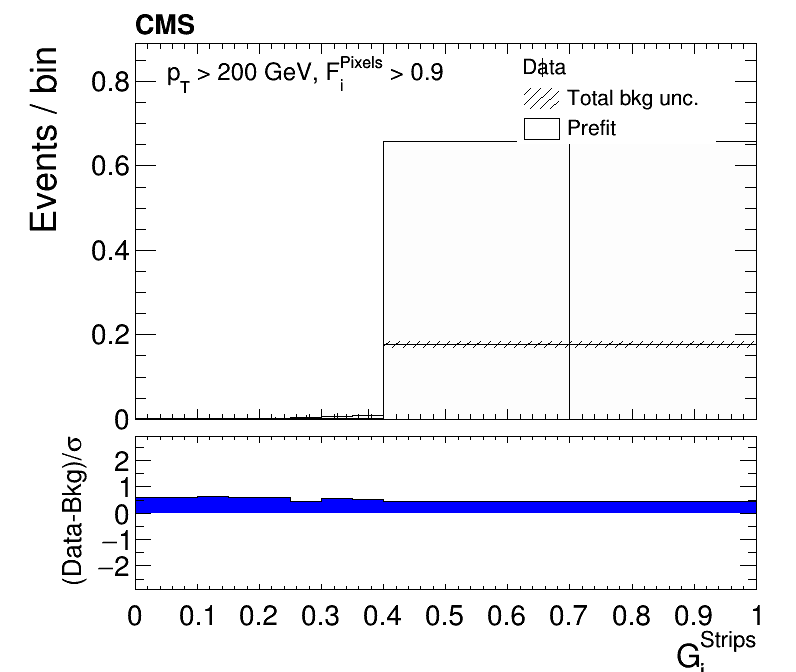 CMS
p_T > 200 GeV, F_i^Pixels > 0.9
Data
Total bkg unc.
Prefit
Events / bin
0.8
0.6
0.4
0.2
0
(Data-Bkg)/σ
2
1
0
−1
−2
0 0.1 0.2 0.3 0.4 0.5 0.6 0.7 0.8 0.9 1
G_i^Strips